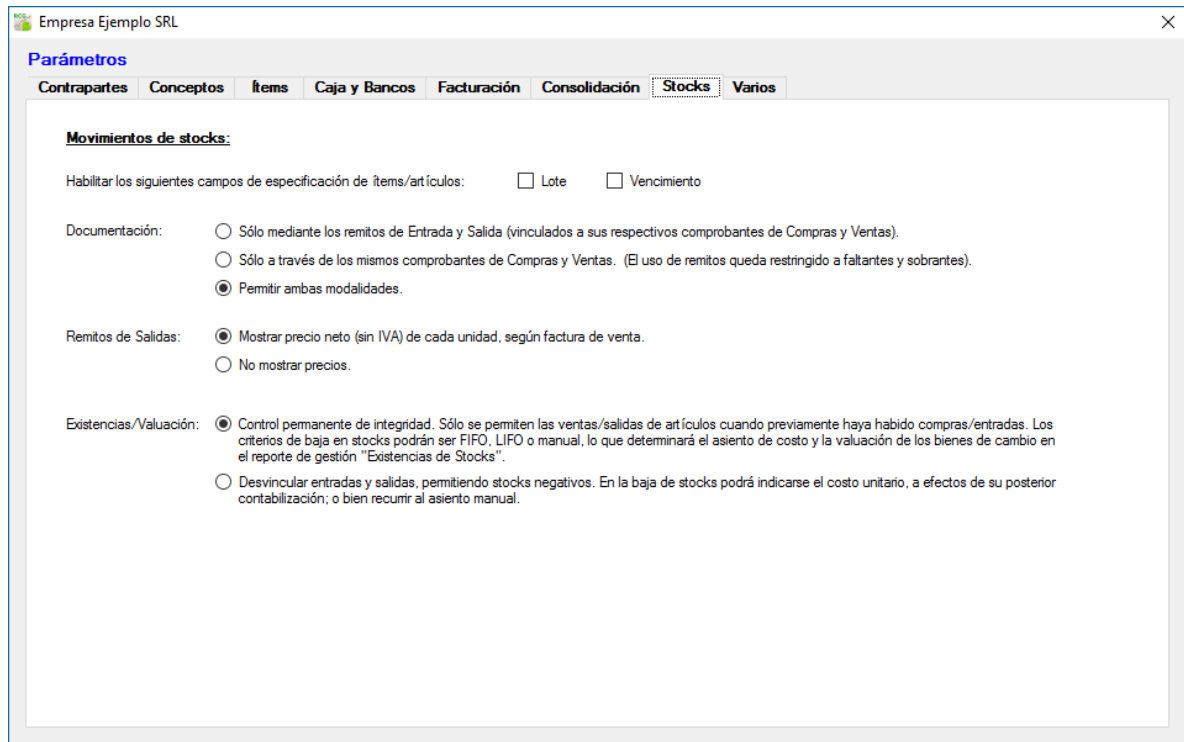 Empresa Ejemplo SRL
Parámetros
Contrapartes Conceptos Ítems Caja y Bancos Facturación Consolidación Stocks Varios
Movimientos de stocks:
Habilitar los siguientes campos de especificación de ítems/artículos: Lote Vencimiento
Documentación: Sólo mediante los remitos de Entrada y Salida (vinculados a sus respectivos comprobantes de Compras y Ventas).
Sólo a través de los mismos comprobantes de Compras y Ventas. (El uso de remitos queda restringido a faltantes y sobrantes).
Permitir ambas modalidades.
Remitos de Salidas: Mostrar precio neto (sin IVA) de cada unidad, según factura de venta.
No mostrar precios.
Existencias/Valuación: Control permanente de integridad. Sólo se permiten las ventas/salidas de artículos cuando previamente haya habido compras/entradas. Los
criterios de baja en stocks podrán ser FIFO, LIFO o manual, lo que determinará el asiento de costo y la valuación de los bienes de cambio en
el reporte de gestión "Existencias de Stocks".
Desvincular entradas y salidas, permitiendo stocks negativos. En la baja de stocks podrá indicarse el costo unitario, a efectos de su posterior
contabilización; o bien recurrir al asiento manual.